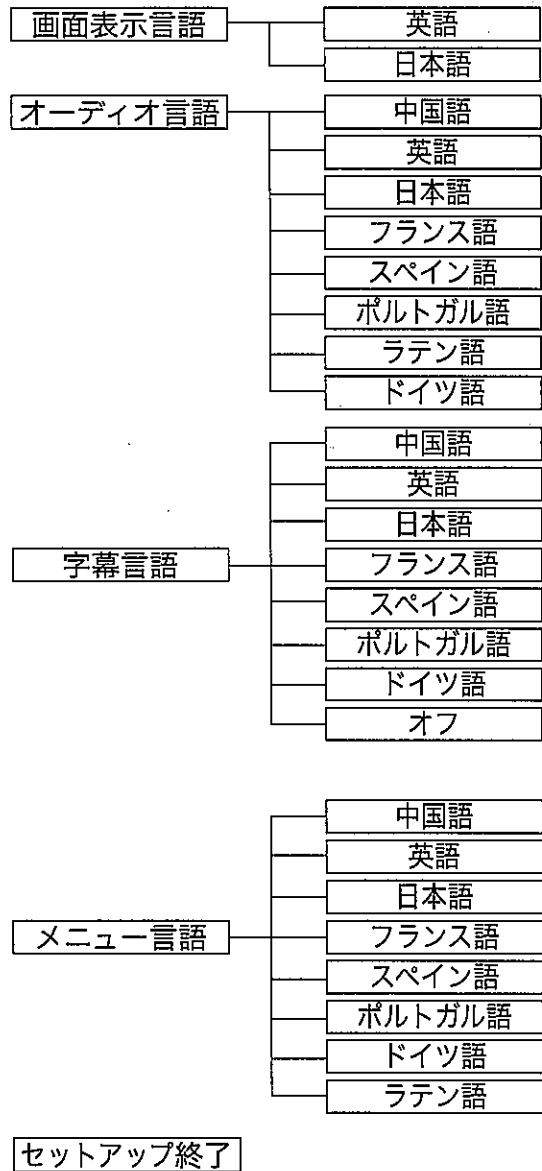 画面表示言語
英語
日本語
オーディオ言語
中国語
英語
日本語
フランス語
スペイン語
ポルトガル語
ラテン語
ドイツ語
字幕言語
中国語
英語
日本語
フランス語
スペイン語
ポルトガル語
ドイツ語
オフ
メニュー言語
中国語
英語
日本語
フランス語
スペイン語
ポルトガル語
ドイツ語
ラテン語
セットアップ終了